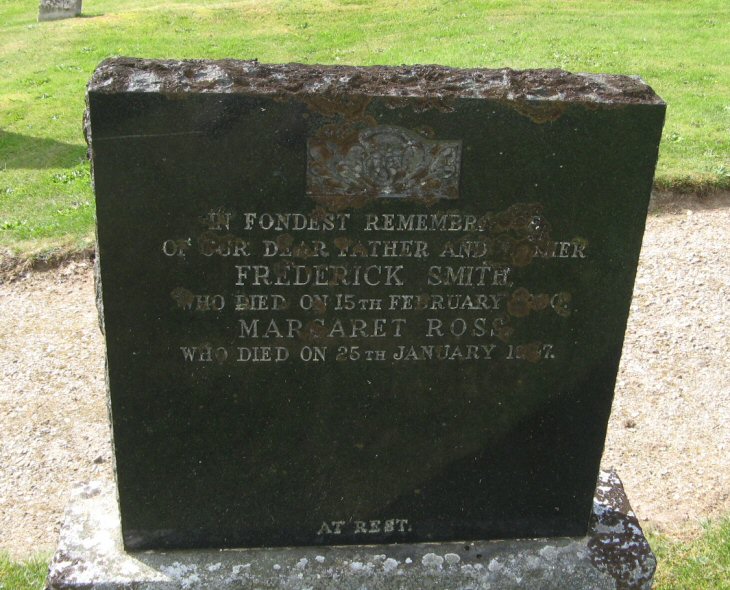 IN FONDEST REMEMBRANCE
OF OUR DEAR FATHER AND MOTHER
FREDERICK SMITH,
WHO DIED ON 15TH FEBRUARY
MARGARET ROSS
WHO DIED ON 25TH JANUARY
AT REST.